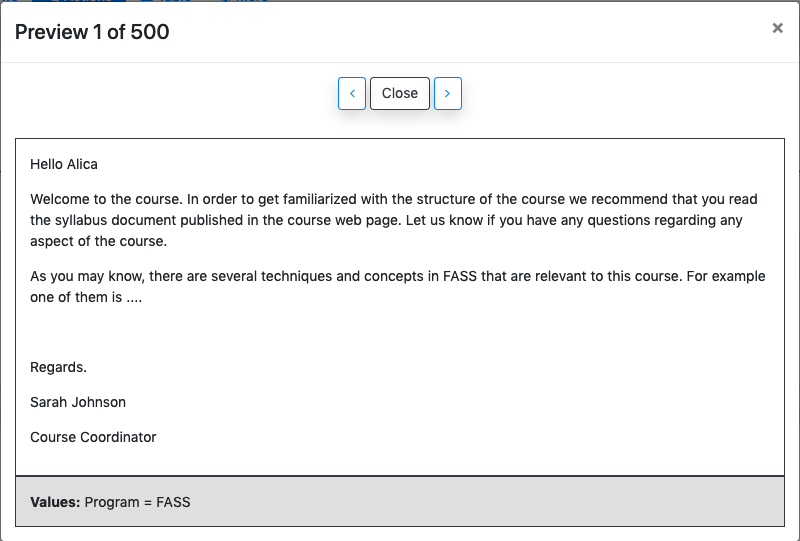 Preview 1 of 500
×
<
Close
>
Hello Alica
Welcome to the course. In order to get familiarized with the structure of the course we recommend that you read
the syllabus document published in the course web page. Let us know if you have any questions regarding any
aspect of the course.
As you may know, there are several techniques and concepts in FASS that are relevant to this course. For example
one of them is ....
Regards.
Sarah Johnson
Course Coordinator
Values: Program = FASS